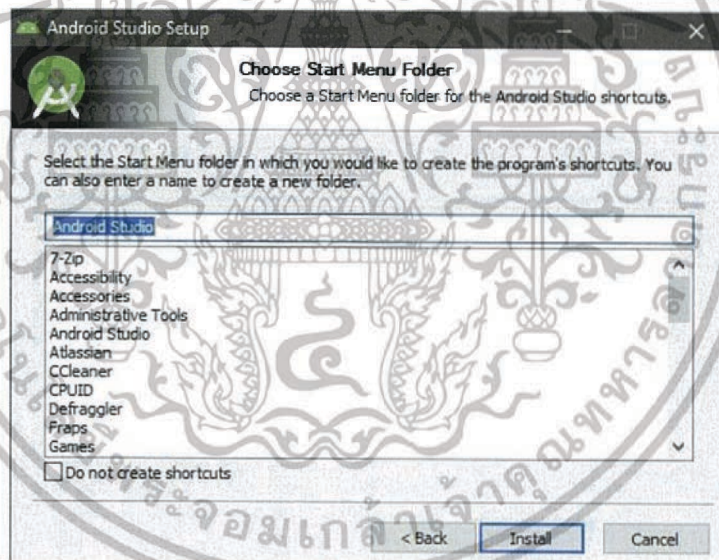 Android Studio Setup
Choose Start Menu Folder
Choose a Start Menu folder for the Android Studio shortcuts.
Select the Start Menu folder in which you would like to create the program's shortcuts. You
can also enter a name to create a new folder.
Android Studio
7-Zip
Accessibility
Accessories
Administrative Tools
Android Studio
Atlassian
CCleaner
CPUID
Defraggler
Fraps
Games
Do not create shortcuts
< Back
Install
Cancel